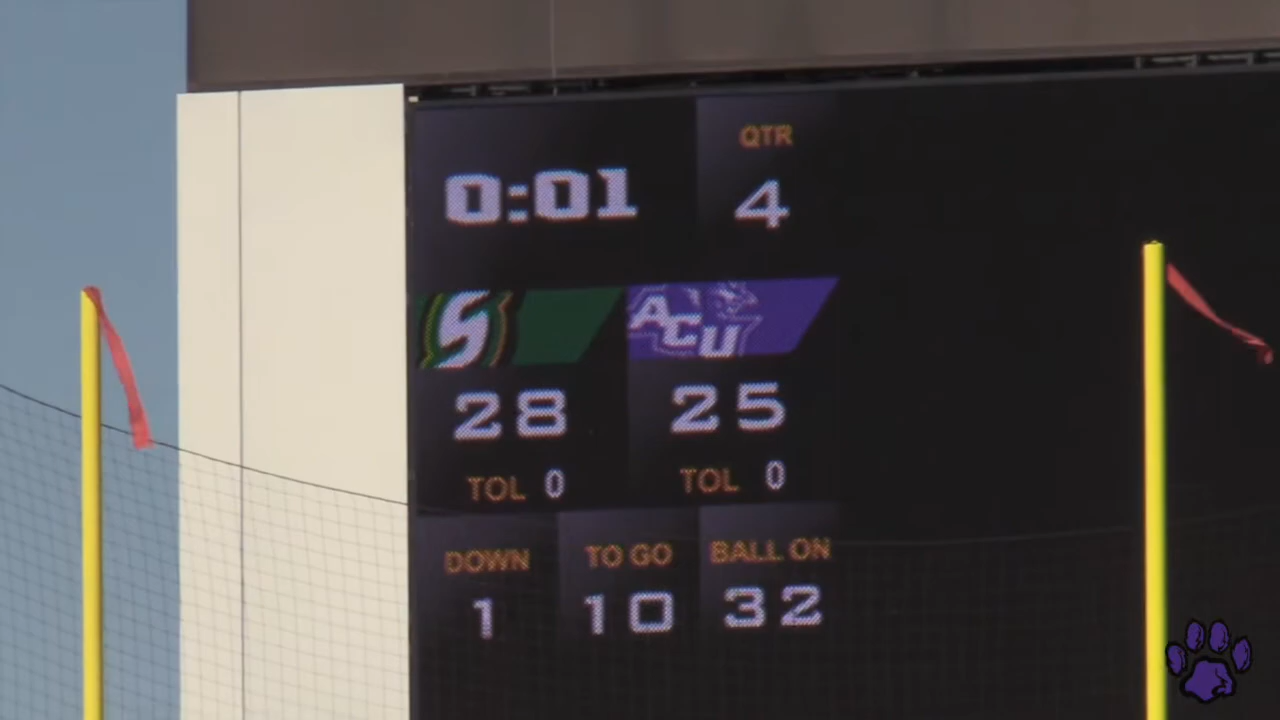 QTR
0:01 4
S ACU
28 25
TOL 0 TOL 0
DOWN TO GO BALL ON
1 10 32